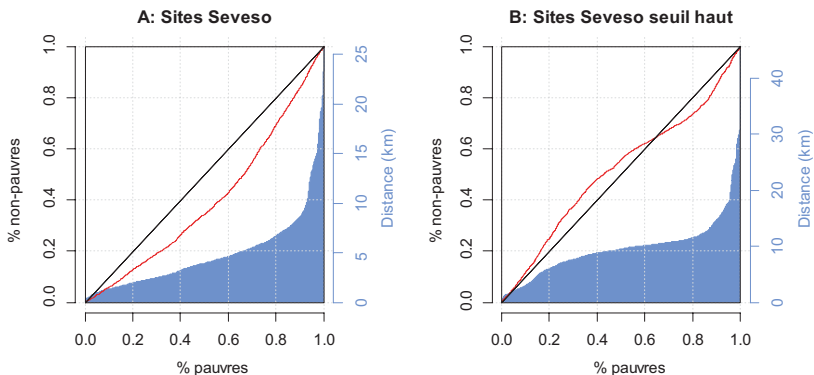 A: Sites Seveso
% non-pauvres
0.0 0.2 0.4 0.6 0.8 1.0
0.0 0.2 0.4 0.6 0.8 1.0
% pauvres
0 5 10 15 20 25
Distance (km)
B: Sites Seveso seuil haut
% non-pauvres
0.0 0.2 0.4 0.6 0.8 1.0
0.0 0.2 0.4 0.6 0.8 1.0
% pauvres
0 10 20 30 40
Distance (km)